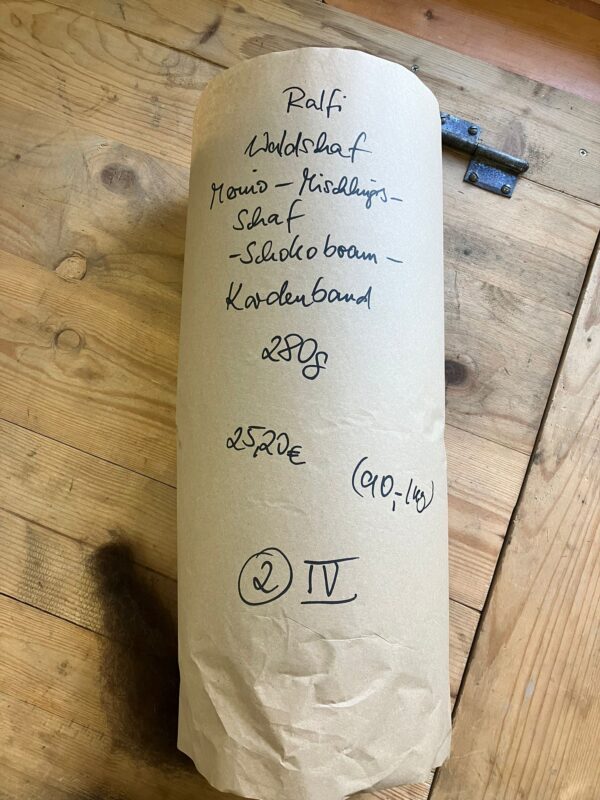 Ralfi
Waldschaf
Merino - Mischlings-
Schaf
- Schokobraun -
Kardenband
280g
25,20€
(90,-/kg)
2 IV